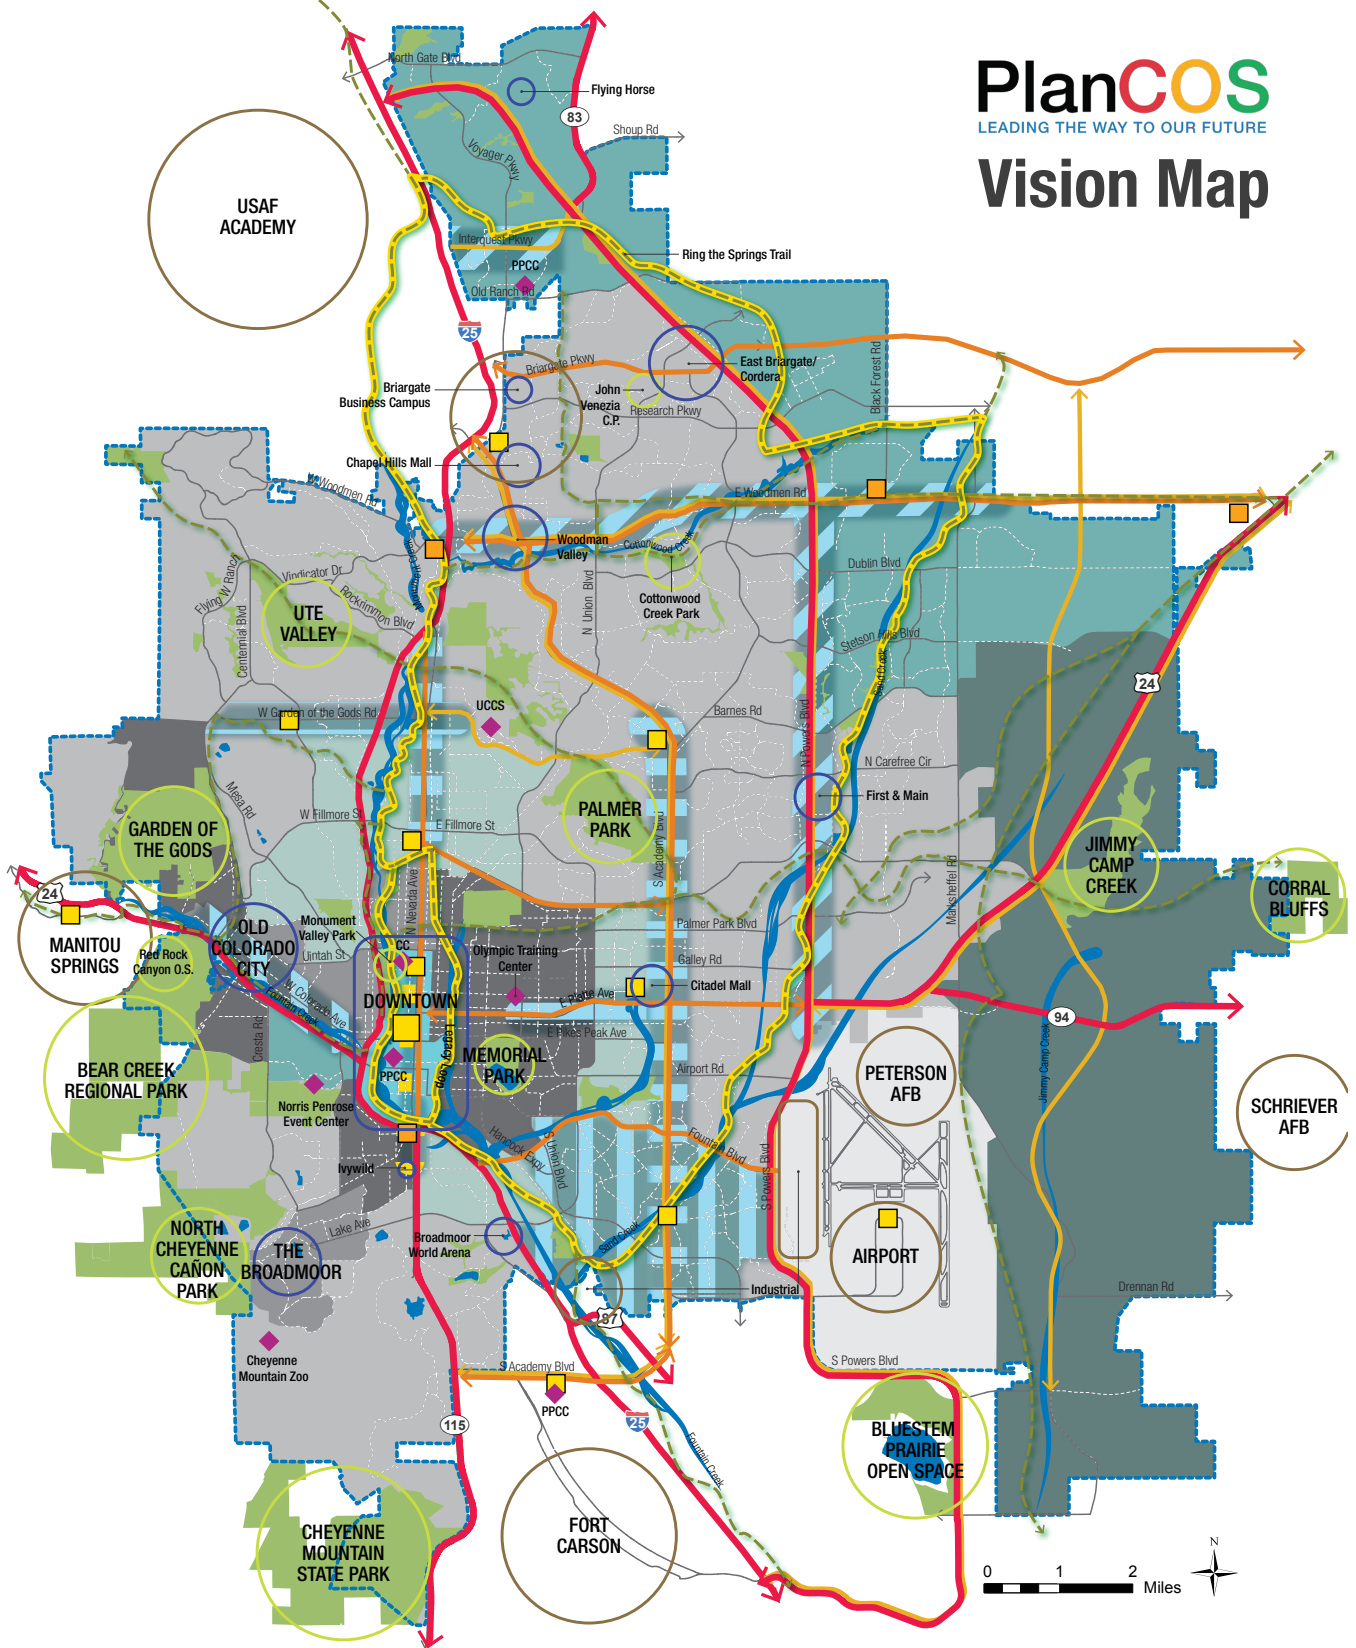 PlanCOS
LEADING THE WAY TO OUR FUTURE
Vision Map
North Gate Blvd
Flying Horse
83
Shoup Rd
Voyager Pkwy
USAF
ACADEMY
Interquest Pkwy
Ring the Springs Trail
PPCC
Old Ranch Rd
25
Briargate Pkwy
East Briargate/
Cordera
Black Forest Rd
Briargate
Business Campus
John
Venezia
C.P.
Research Pkwy
Chapel Hills Mall
W Woodmen Rd
E Woodmen Rd
Woodman
Valley
Cottonwood Creek
Monument Creek
Dublin Blvd
Flying W Ranch
Vindicator Dr
Rockrimmon Blvd
N Union Blvd
Cottonwood
Creek Park
UTE
VALLEY
Centennial Blvd
Stetson Hills Blvd
Sand Creek
24
W Garden of the Gods Rd
UCCS
Barnes Rd
N Powers Blvd
N Carefree Cir
Mesa Rd
First & Main
W Fillmore St
E Fillmore St
PALMER
PARK
GARDEN OF
THE GODS
S Academy Blvd
JIMMY
CAMP
CREEK
Marksheffel Rd
24
CORRAL
BLUFFS
N Nevada Ave
OLD
COLORADO
CITY
Monument
Valley Park
Palmer Park Blvd
MANITOU
SPRINGS
Red Rock
Canyon O.S.
Uintah St
CC
Olympic Training
Center
Galley Rd
Citadel Mall
W Colorado Ave
Fountain Creek
DOWNTOWN
E Platte Ave
94
Cresta Rd
Legacy Loop
E Pikes Peak Ave
Jimmy Camp Creek
BEAR CREEK
REGIONAL PARK
PPCC
MEMORIAL
PARK
Airport Rd
PETERSON
AFB
SCHRIEVER
AFB
Norris Penrose
Event Center
Hancock Expy
S Union Blvd
Fountain Blvd
S Powers Blvd
Ivywild
Lake Ave
NORTH
CHEYENNE
CAÑON
PARK
THE
BROADMOOR
Broadmoor
World Arena
Sand Creek
AIRPORT
Industrial
Drennan Rd
87
Cheyenne
Mountain Zoo
S Academy Blvd
S Powers Blvd
PPCC
115
25
BLUESTEM
PRAIRIE
OPEN SPACE
Fountain Creek
CHEYENNE
MOUNTAIN
STATE PARK
FORT
CARSON
N
0 1 2
Miles